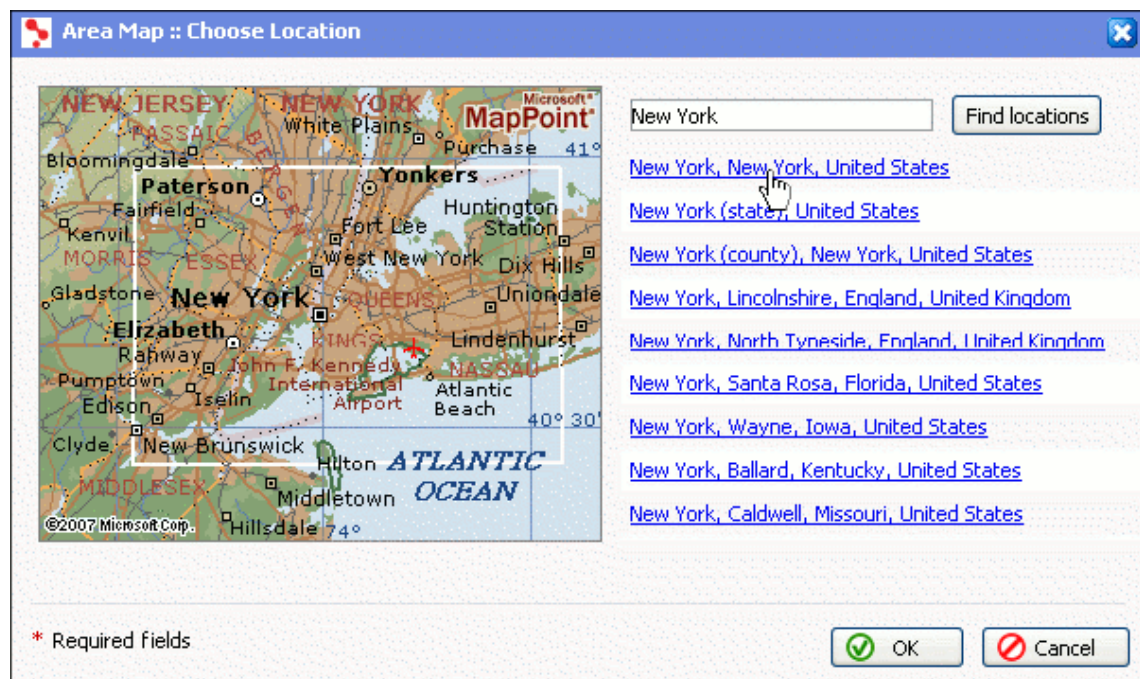 Area Map :: Choose Location
NEW JERSEY
NEW YORK
Microsoft®
MapPoint®
PASSAIC
White Plains
BERGEN
Purchase
41°
Bloomingdale
Paterson
Yonkers
Fairfield
Huntington
Station
Kenvil
Fort Lee
MORRIS
ESSEX
West New York
Dix Hills
Gladstone
New York
QUEENS
Uniondale
Elizabeth
KINGS
Lindenhurst
Rahway
John F. Kennedy
International
Airport
NASSAU
Pumptown
Iselin
Atlantic
Beach
Edison
40° 30'
Clyde
New Brunswick
Hilton
ATLANTIC
OCEAN
MIDDLESEX
Middletown
©2007 Microsoft Corp.
Hillsdale
74°
New York
Find locations
New York, New York, United States
New York (state), United States
New York (county), New York, United States
New York, Lincolnshire, England, United Kingdom
New York, North Tyneside, England, United Kingdom
New York, Santa Rosa, Florida, United States
New York, Wayne, Iowa, United States
New York, Ballard, Kentucky, United States
New York, Caldwell, Missouri, United States
* Required fields
OK
Cancel